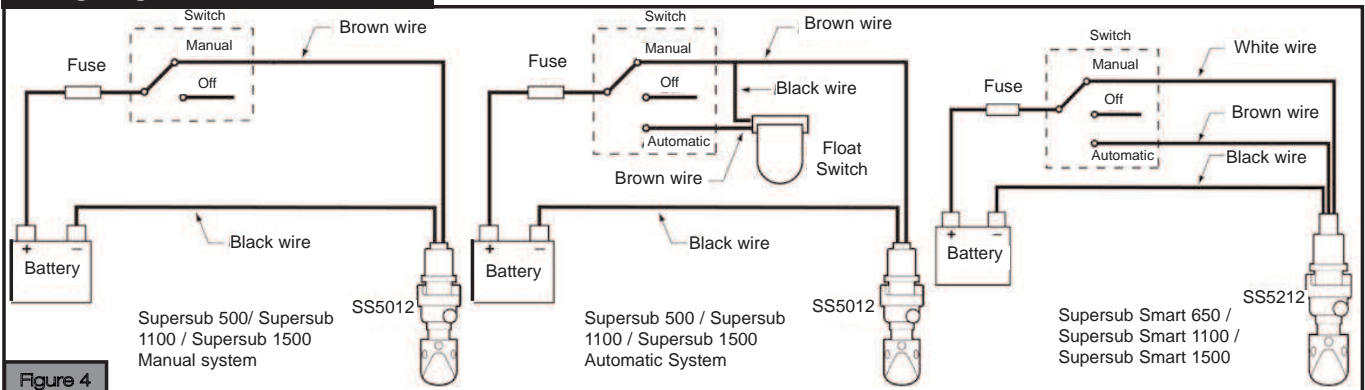 Switch
Brown wire
Manual
Fuse
Off
Black wire
+ −
Battery
SS5012
Supersub 500/ Supersub
1100 / Supersub 1500
Manual system
Figure 4
Switch
Brown wire
Manual
Fuse
Off
Black wire
Automatic
Float
Switch
Brown wire
Black wire
+ −
Battery
SS5012
Supersub 500 / Supersub
1100 / Supersub 1500
Automatic System
Switch
White wire
Manual
Fuse
Off
Brown wire
Automatic
Black wire
+ −
Battery
SS5212
Supersub Smart 650 /
Supersub Smart 1100 /
Supersub Smart 1500